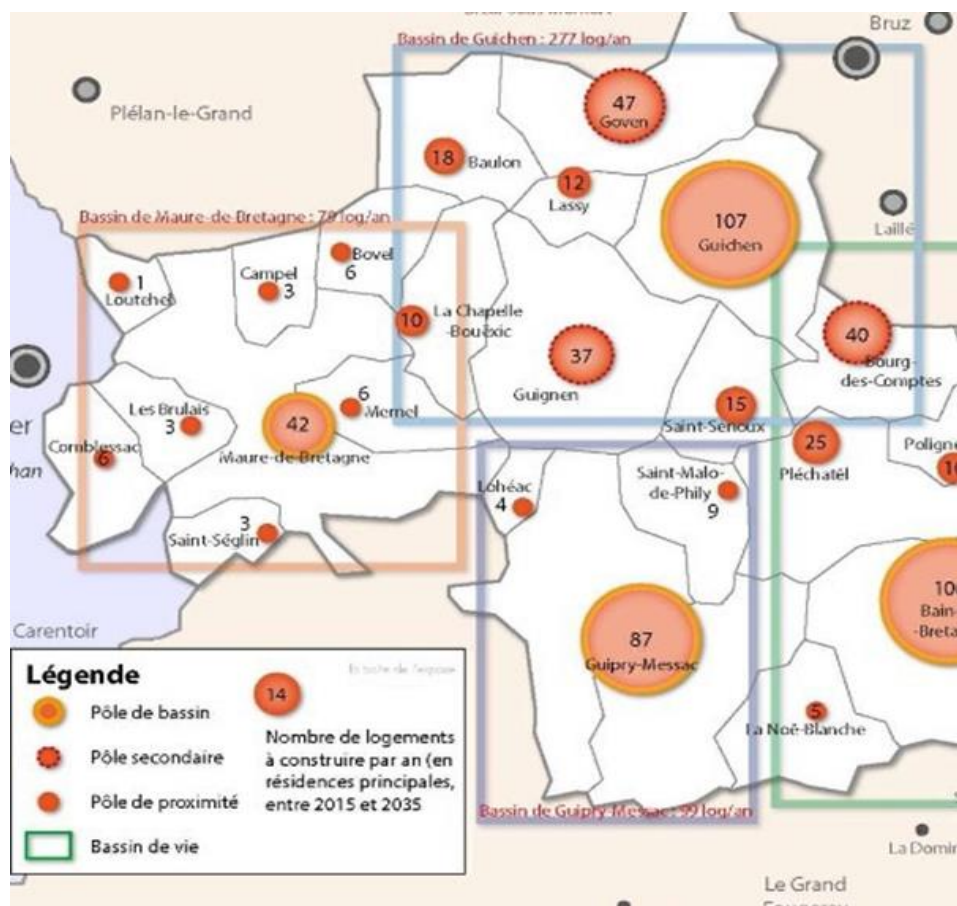 Bruz
Bassin de Guichen : 277 log/an
47
Goven
Plélan-le-Grand
18
Baulon
12
Lassy
107
Guichen
Laillé
Bassin de Maure-de-Bretagne : 79 log/an
Bovel
6
1
Loutehel
Campel
3
10
La Chapelle
-Bouëxic
40
Bourg-
des-Comptes
37
Guignen
15
Saint-Senoux
Les Brulais
3
42
Maure-de-Bretagne
6
Mernel
Comblessac
6
25
Pléchatél
Lohéac
4
Saint-Malo-
de-Phily
9
3
Saint-Séglin
87
Guipry-Messac
Carentoir
5
La Noë-Blanche
Légende
Pôle de bassin
Pôle secondaire
Pôle de proximité
Bassin de vie
14
Nombre de logements
à construire par an (en
résidences principales,
entre 2015 et 2035
Bassin de Guipry-Messac : 99 log/an
Le Grand